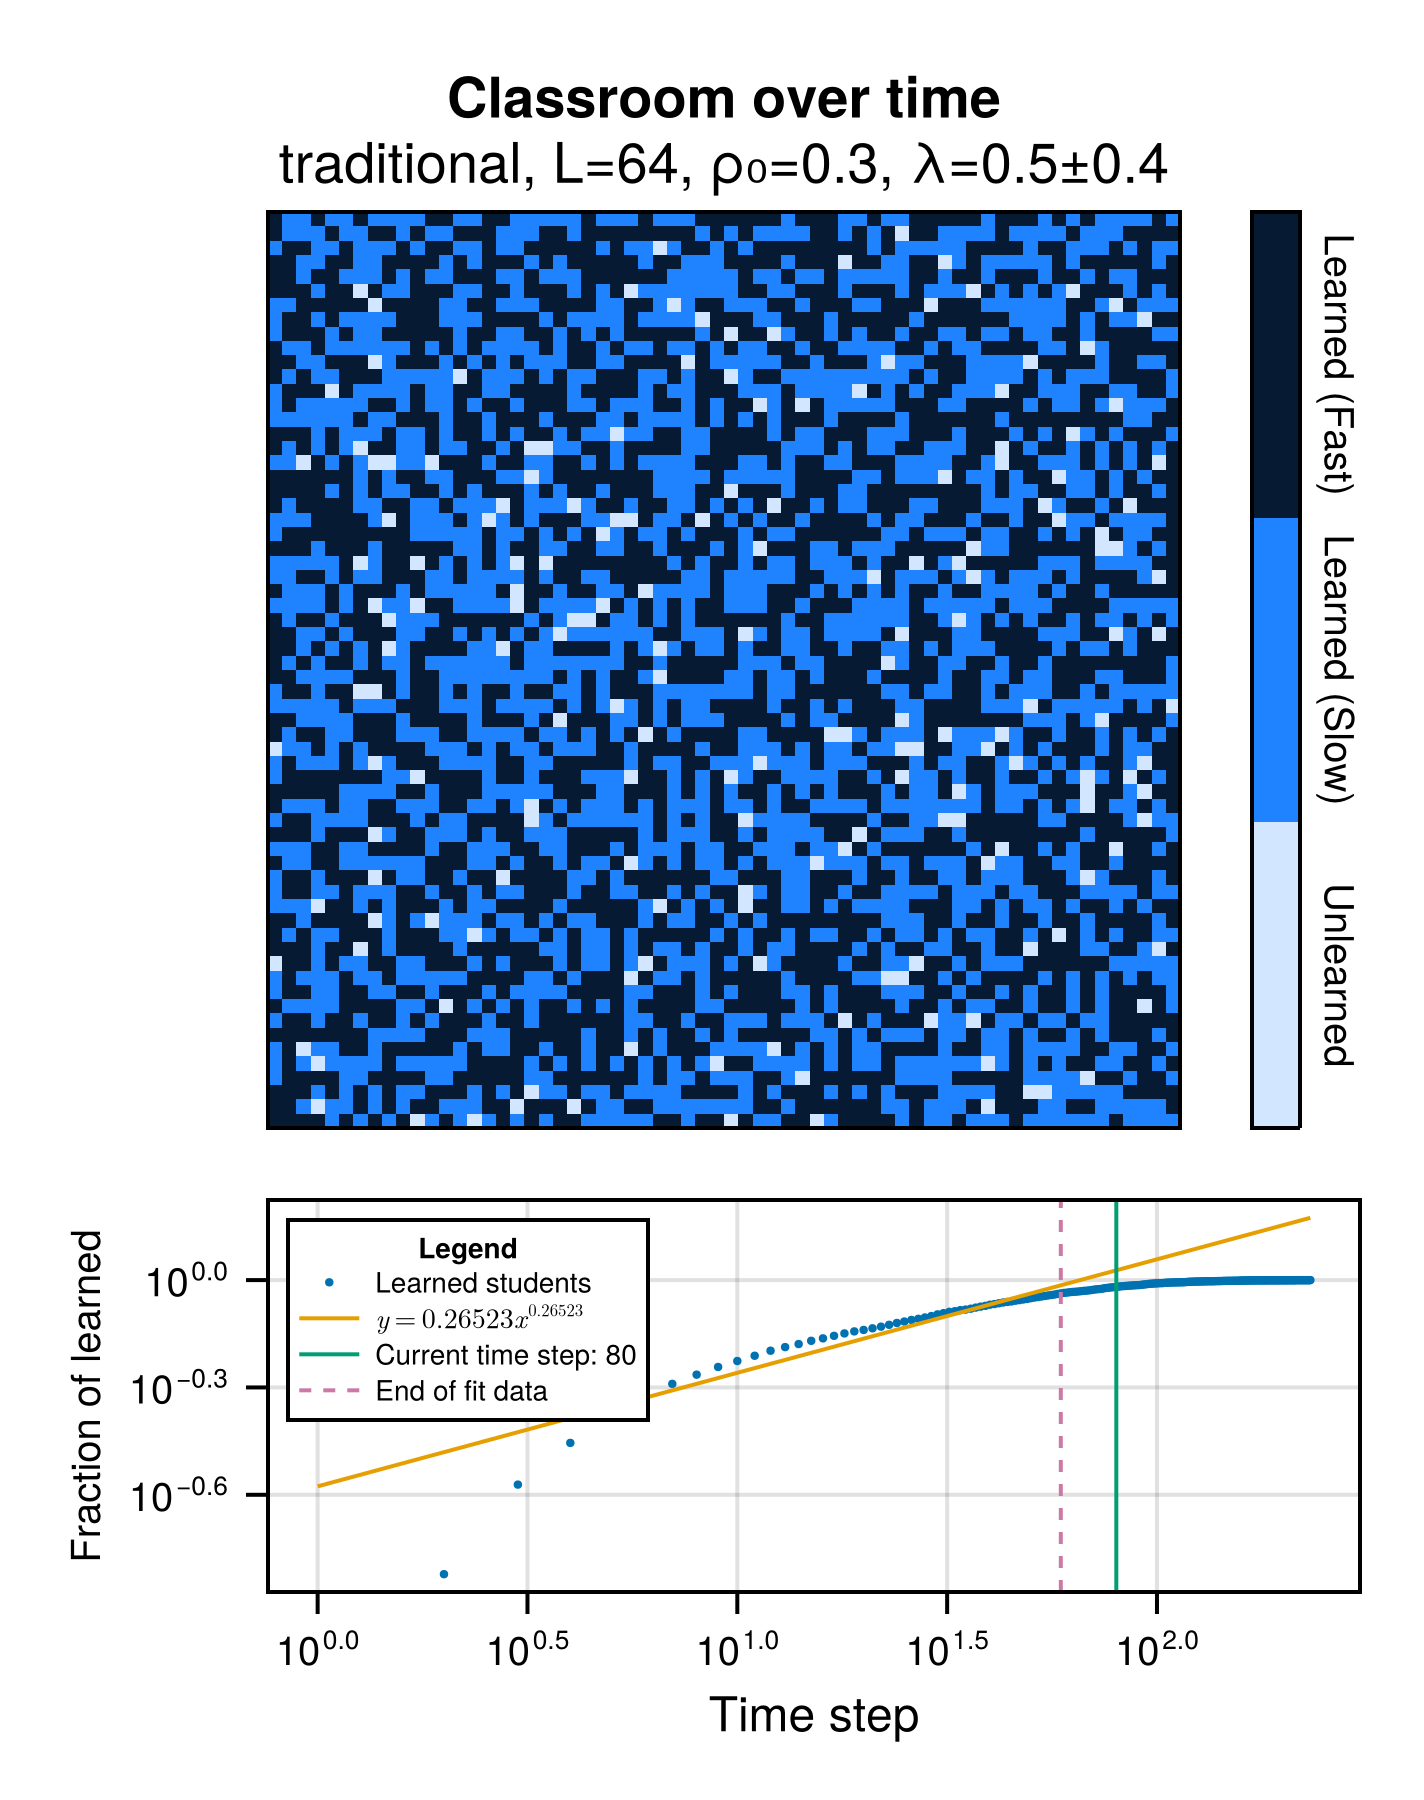 Classroom over time
traditional, L=64, ρ₀=0.3, λ=0.5±0.4
Learned (Fast)
Learned (Slow)
Unlearned
Fraction of learned
10^0.0
10^−0.3
10^−0.6
Legend
Learned students
y = 0.26523x^0.26523
Current time step: 80
End of fit data
10^0.0 10^0.5 10^1.0 10^1.5 10^2.0
Time step